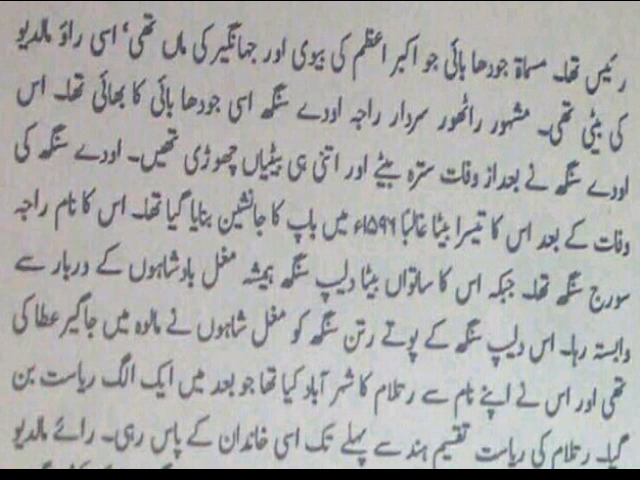 رئیس تھا۔ مسماۃ جودھا بائی جو اکبر اعظم کی بیوی اور جہانگیر کی ماں تھی، اسی راؤ مالدیو
کی بیٹی تھی۔ مشہور راٹھور سردار راجہ اودے سنگھ اسی جودھا بائی کا بھائی تھا۔ اس
اودے سنگھ نے بعد از وفات سترہ بیٹے اور اتنی ہی بیٹیاں چھوڑی تھیں۔ اودے سنگھ کی
وفات کے بعد اس کا تیسرا بیٹا غالباً ۱۵۹۶ء میں باپ کا جانشین بنایا گیا تھا۔ اس کا نام راجہ
سورج سنگھ تھا۔ جبکہ اس کا ساتواں بیٹا دلیپ سنگھ ہمیشہ مغل بادشاہوں کے دربار سے
وابستہ رہا۔ اس دلیپ سنگھ کے پوتے رتن سنگھ کو مغل شاہوں نے مالوہ میں جاگیر عطا کی
تھی اور اس نے اپنے نام سے رتلام کا شہر آباد کیا تھا جو بعد میں ایک الگ ریاست بن
گیا۔ رتلام کی ریاست تقسیم ہند سے پہلے تک اسی خاندان کے پاس رہی۔ رائے مالدیو